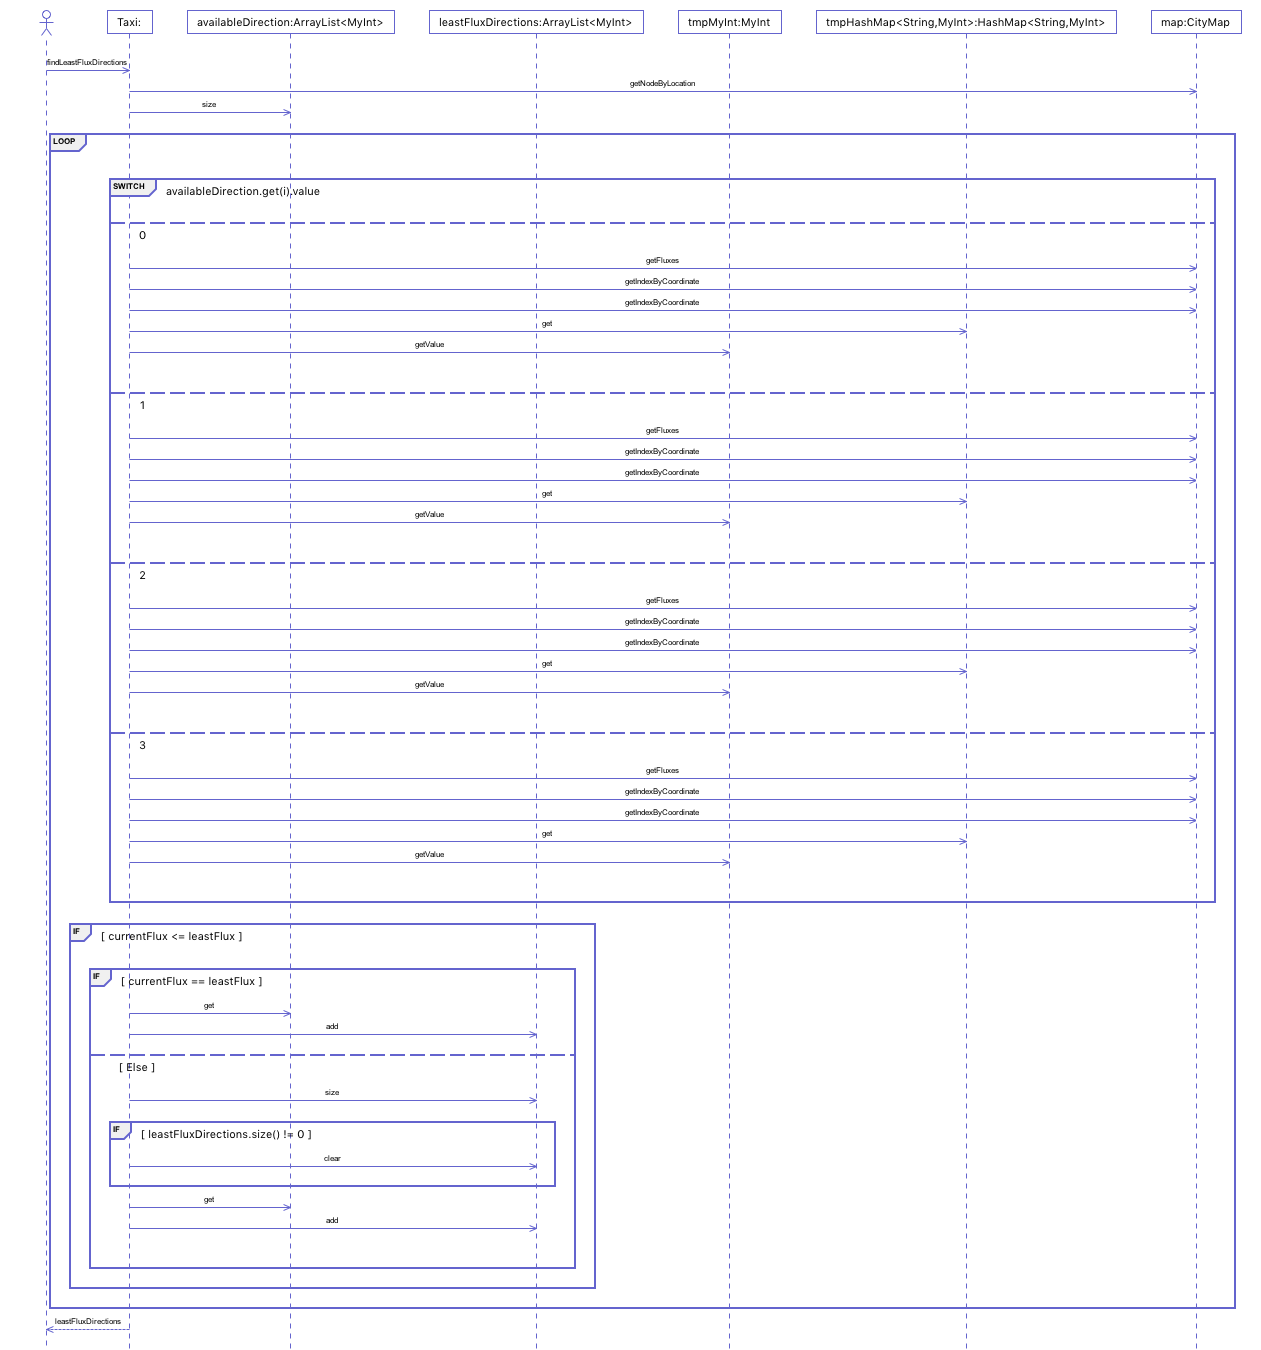 Taxi:
availableDirection:ArrayList<MyInt>
leastFluxDirections:ArrayList<MyInt>
tmpMyInt:MyInt
tmpHashMap<String,MyInt>:HashMap<String,MyInt>
map:CityMap
findLeastFluxDirections
getNodeByLocation
size
LOOP
SWITCH
availableDirection.get(i).value
0
getFluxes
getIndexByCoordinate
getIndexByCoordinate
get
getValue
1
getFluxes
getIndexByCoordinate
getIndexByCoordinate
get
getValue
2
getFluxes
getIndexByCoordinate
getIndexByCoordinate
get
getValue
3
getFluxes
getIndexByCoordinate
getIndexByCoordinate
get
getValue
IF
[ currentFlux <= leastFlux ]
IF
[ currentFlux == leastFlux ]
get
add
[ Else ]
size
IF
[ leastFluxDirections.size() != 0 ]
clear
get
add
leastFluxDirections